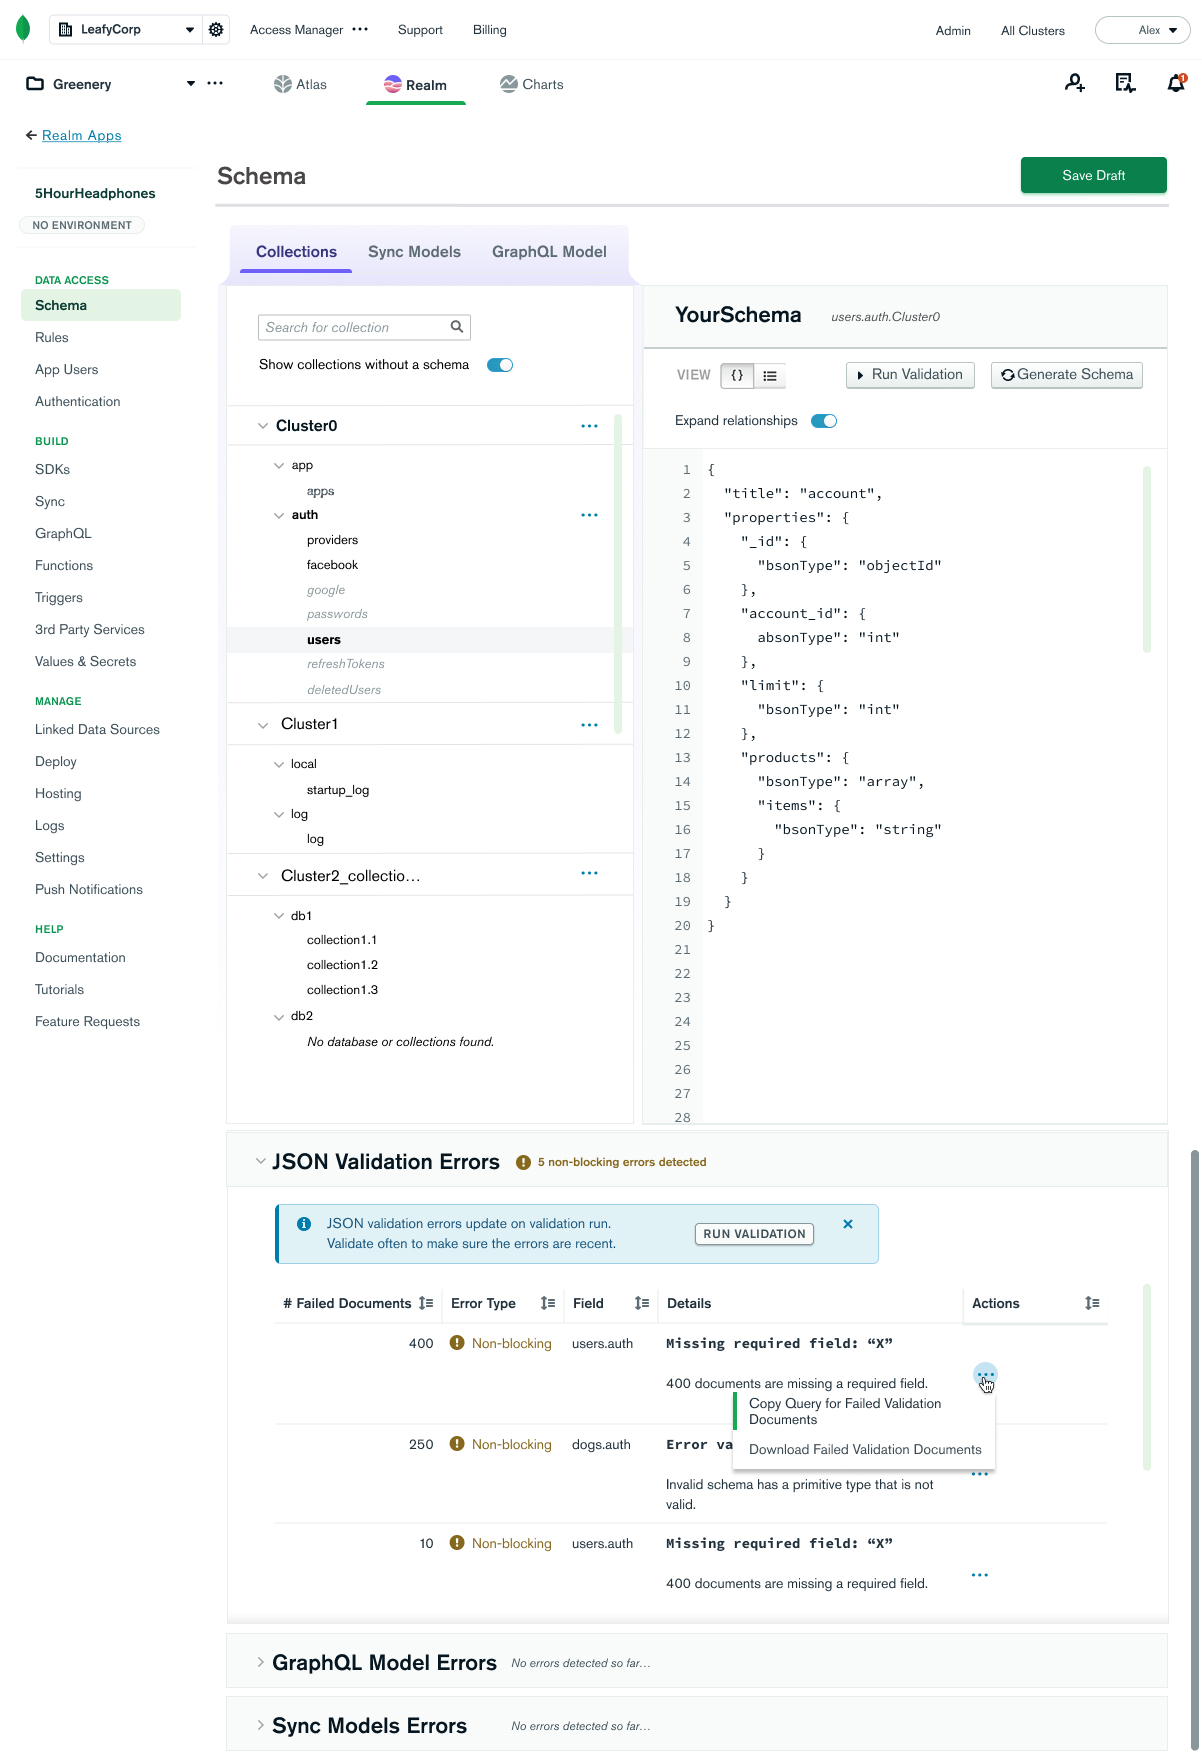 LeafyCorp
Access Manager
Support
Billing
Admin
All Clusters
Alex
Greenery
Atlas
Realm
Charts
1
Realm Apps
5HourHeadphones
NO ENVIRONMENT
DATA ACCESS
Schema
Rules
App Users
Authentication
BUILD
SDKs
Sync
GraphQL
Functions
Triggers
3rd Party Services
Values & Secrets
MANAGE
Linked Data Sources
Deploy
Hosting
Logs
Settings
Push Notifications
HELP
Documentation
Tutorials
Feature Requests
Schema
Save Draft
Collections
Sync Models
GraphQL Model
Search for collection
Show collections without a schema
Cluster0
app
apps
auth
providers
facebook
google
passwords
users
refreshTokens
deletedUsers
Cluster1
local
startup_log
log
log
Cluster2_collectio...
db1
collection1.1
collection1.2
collection1.3
db2
No database or collections found.
YourSchema
users.auth.Cluster0
VIEW
{}
Run Validation
Generate Schema
Expand relationships
1 {
2 "title": "account",
3 "properties": {
4 "_id": {
5 "bsonType": "objectId"
6 },
7 "account_id": {
8 absonType": "int"
9 },
10 "limit": {
11 "bsonType": "int"
12 },
13 "products": {
14 "bsonType": "array",
15 "items": {
16 "bsonType": "string"
17 }
18 }
19 }
20 }
21
22
23
24
25
26
27
28
JSON Validation Errors
5 non-blocking errors detected
JSON validation errors update on validation run.
Validate often to make sure the errors are recent.
RUN VALIDATION
# Failed Documents
Error Type
Field
Details
Actions
400
Non-blocking
users.auth
Missing required field: “X”
400 documents are missing a required field.
Copy Query for Failed Validation
Documents
Download Failed Validation Documents
250
Non-blocking
dogs.auth
Error va
Invalid schema has a primitive type that is not
valid.
10
Non-blocking
users.auth
Missing required field: “X”
400 documents are missing a required field.
GraphQL Model Errors
No errors detected so far...
Sync Models Errors
No errors detected so far...